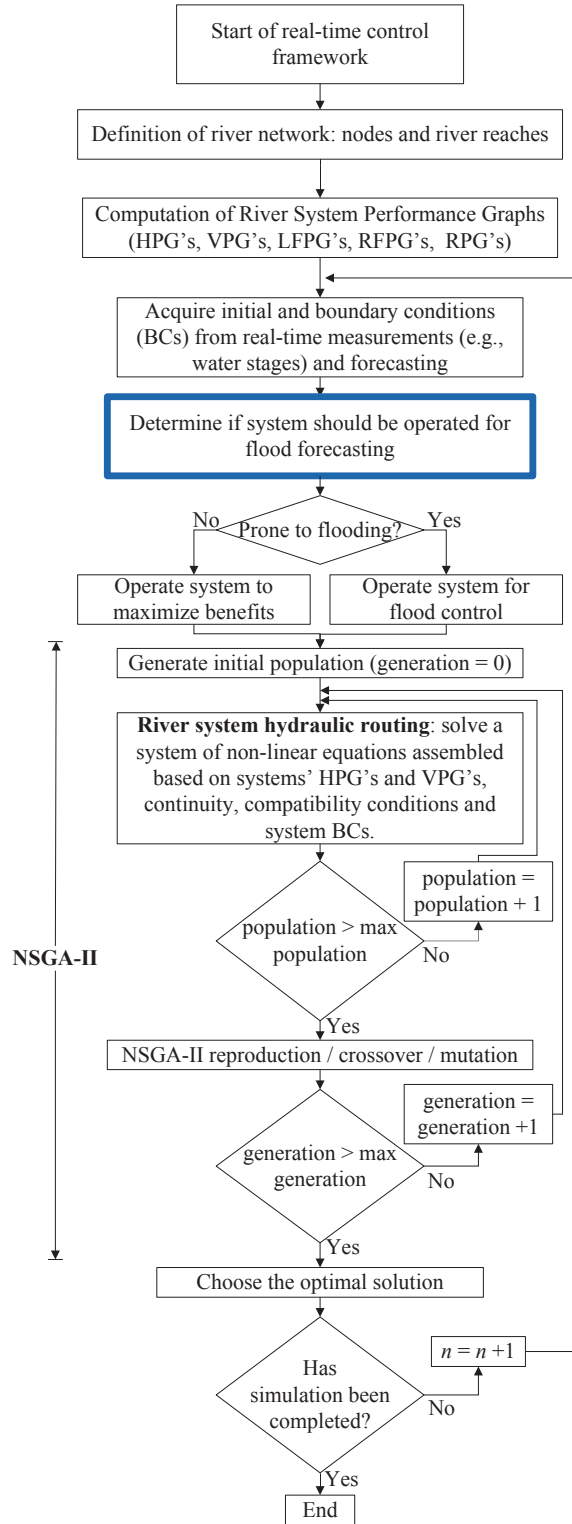 Start of real-time control
framework
Definition of river network: nodes and river reaches
Computation of River System Performance Graphs
(HPG's, VPG's, LFPG's, RFPG's, RPG's)
Acquire initial and boundary conditions
(BCs) from real-time measurements (e.g.,
water stages) and forecasting
Determine if system should be operated for
flood forecasting
No
Prone to flooding?
Yes
Operate system to
maximize benefits
Operate system for
flood control
Generate initial population (generation = 0)
River system hydraulic routing: solve a
system of non-linear equations assembled
based on systems' HPG's and VPG's,
continuity, compatibility conditions and
system BCs.
population =
population + 1
population > max
population
No
NSGA-II
Yes
NSGA-II reproduction / crossover / mutation
generation =
generation +1
generation > max
generation
No
Yes
Choose the optimal solution
n = n +1
Has
simulation been
completed?
No
Yes
End